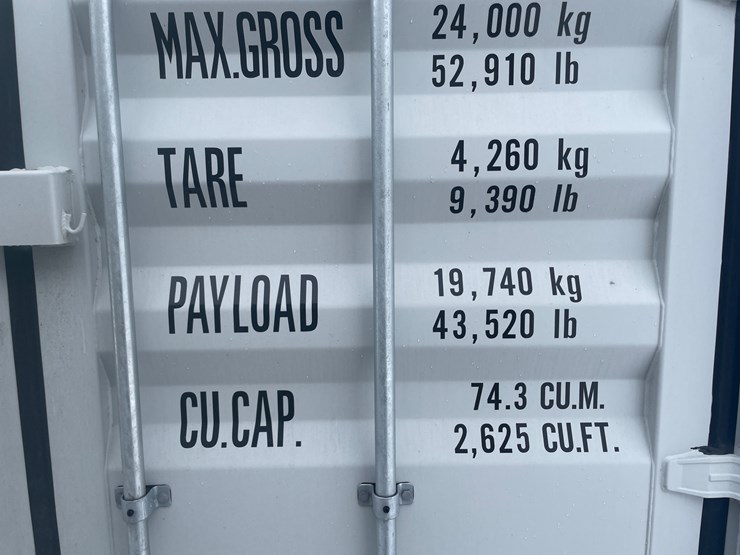 MAX.GROSS 24,000 kg
52,910 lb
TARE 4,260 kg
9,390 lb
PAYLOAD 19,740 kg
43,520 lb
CU.CAP. 74.3 CU.M.
2,625 CU.FT.